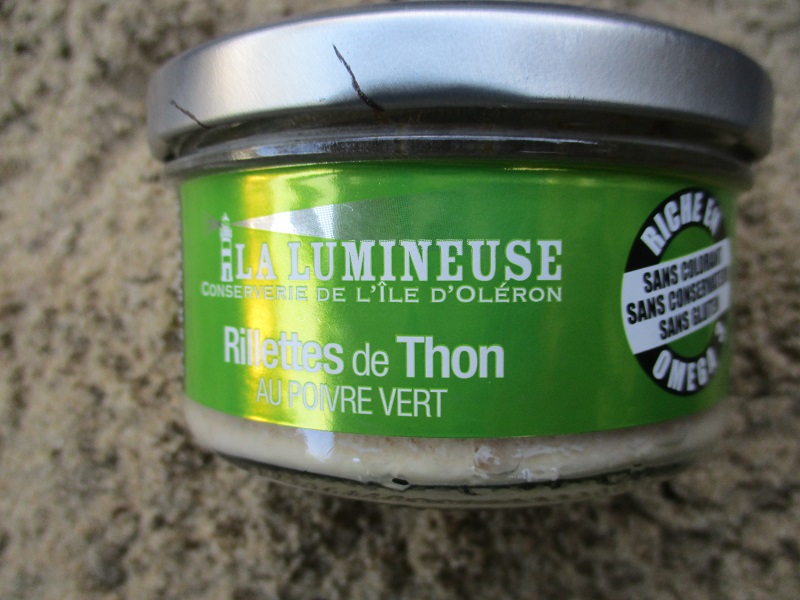 LA LUMINEUSE
CONSERVERIE DE L'ÎLE D'OLÉRON
Rillettes de Thon
AU POIVRE VERT
RICHE EN
SANS COLORANT
SANS CONSERVATEUR
SANS GLUTEN
OMEGA 3